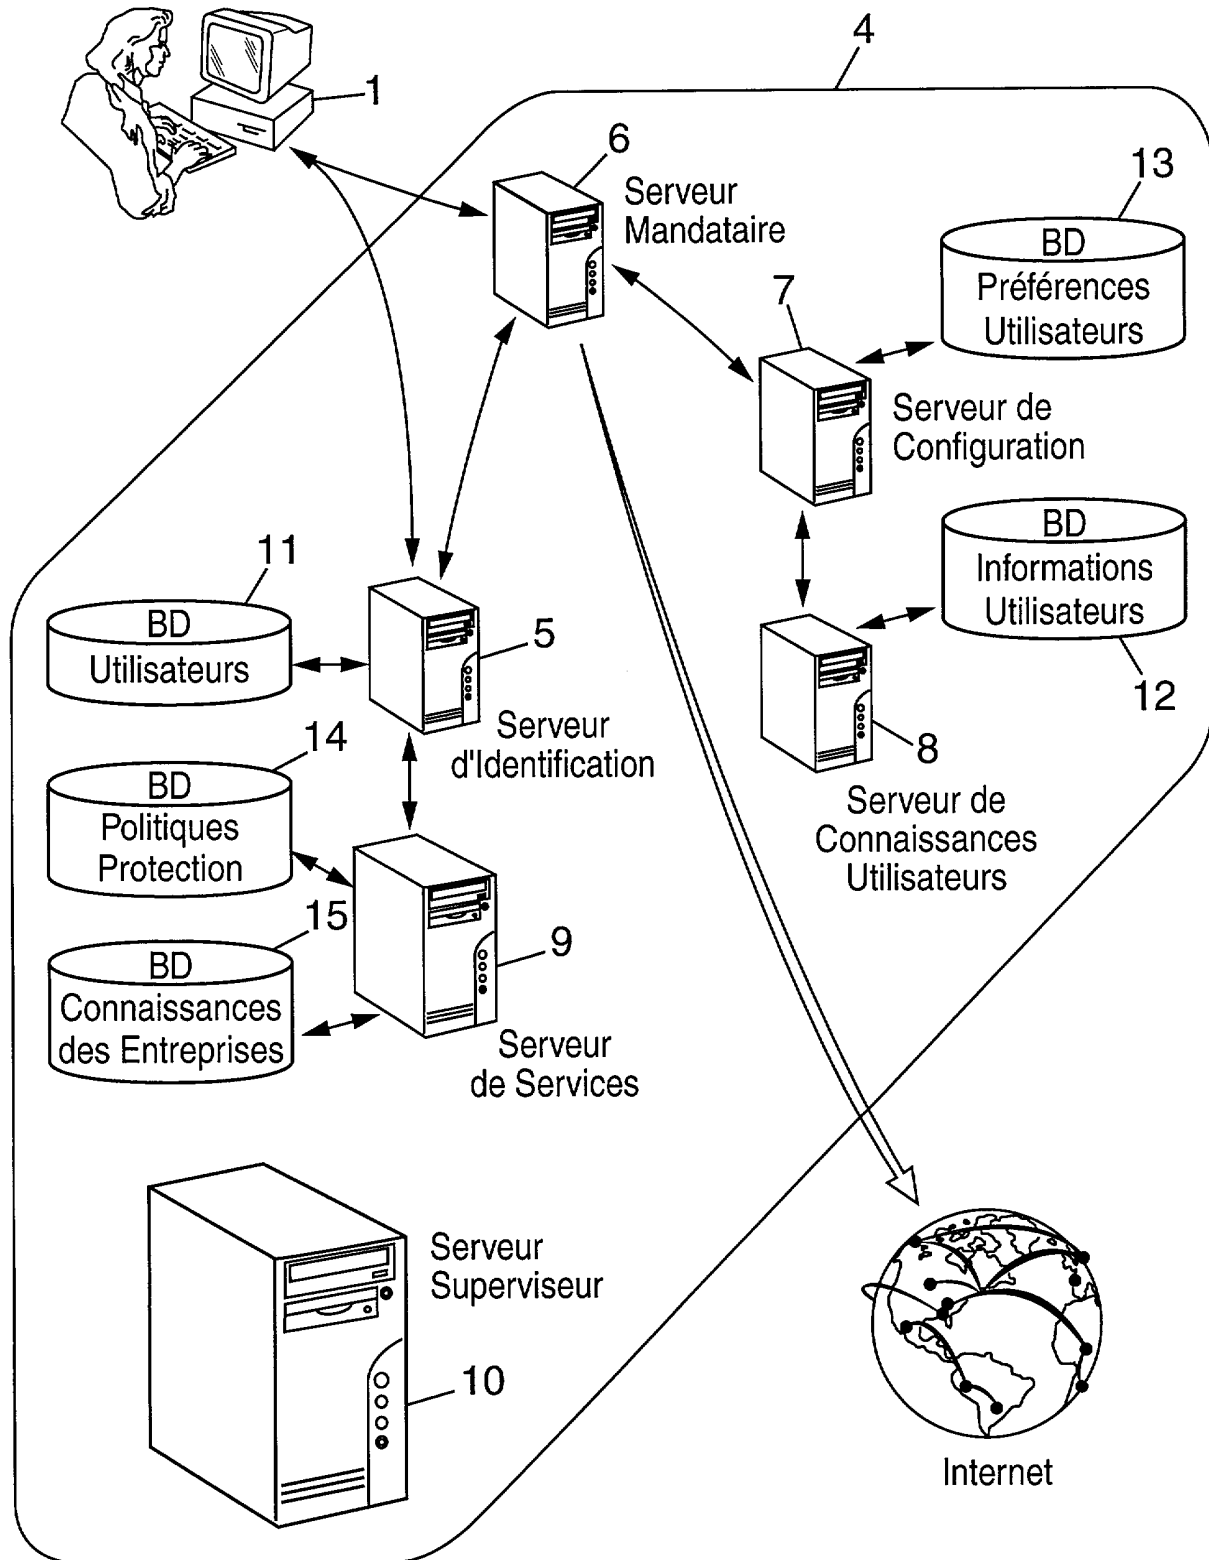 4
1
6
Serveur
Mandataire
13
BD
Préférences
Utilisateurs
7
Serveur de
Configuration
BD
Informations
Utilisateurs
12
8
Serveur de
Connaissances
Utilisateurs
11
BD
Utilisateurs
5
Serveur
d'Identification
14
BD
Politiques
Protection
15
BD
Connaissances
des Entreprises
9
Serveur
de Services
Serveur
Superviseur
10
Internet